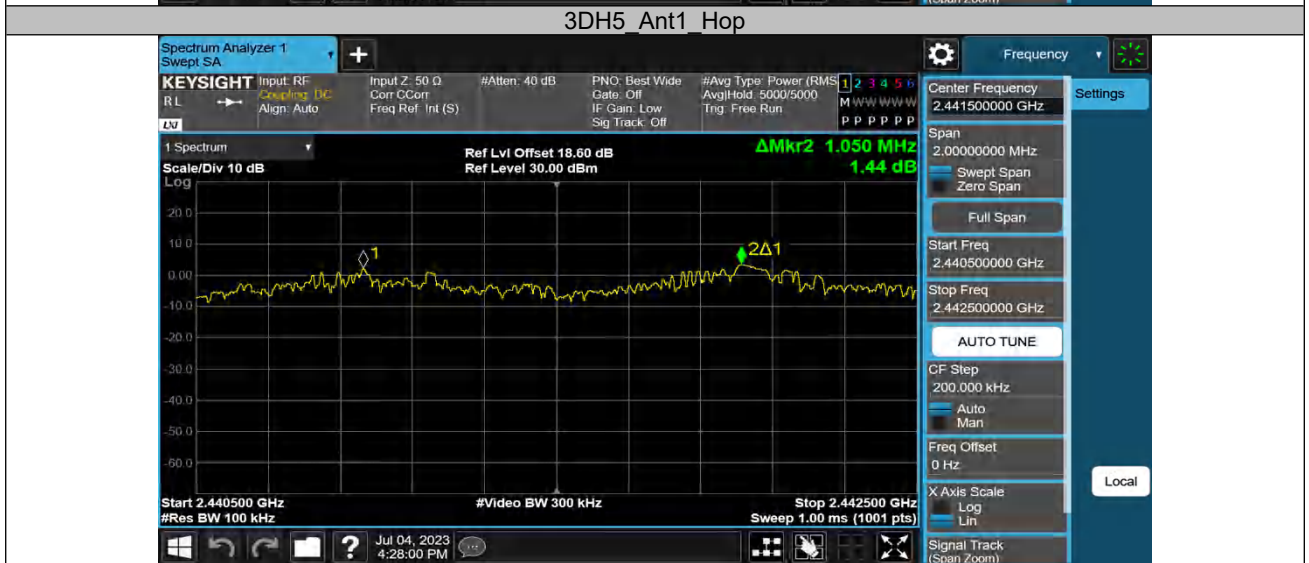 (Span Zoom)
3DH5_Ant1_Hop
Spectrum Analyzer 1
Swept SA
+
Frequency
KEYSIGHT
RL
LXI
Input: RF
Coupling: DC
Align: Auto
Input Z: 50 Ω
Corr CCorr
Freq Ref: Int (S)
#Atten: 40 dB
PNO: Best Wide
Gate: Off
IF Gain: Low
Sig Track: Off
#Avg Type: Power (RMS
Avg|Hold: 5000/5000
Trig: Free Run
1 2 3 4 5 6
M W W W W W
P P P P P P
1 Spectrum
Scale/Div 10 dB
Ref Lvl Offset 18.60 dB
Ref Level 30.00 dBm
ΔMkr2 1.050 MHz
1.44 dB
Log
20.0
10.0
0.00
-10.0
-20.0
-30.0
-40.0
-50.0
-60.0
1
2Δ1
Start 2.440500 GHz
#Res BW 100 kHz
#Video BW 300 kHz
Stop 2.442500 GHz
Sweep 1.00 ms (1001 pts)
Center Frequency
2.441500000 GHz
Settings
Span
2.00000000 MHz
Swept Span
Zero Span
Full Span
Start Freq
2.440500000 GHz
Stop Freq
2.442500000 GHz
AUTO TUNE
CF Step
200.000 kHz
Auto
Man
Freq Offset
0 Hz
X Axis Scale
Log
Lin
Local
Signal Track
(Span Zoom)
?
Jul 04, 2023
4:28:00 PM